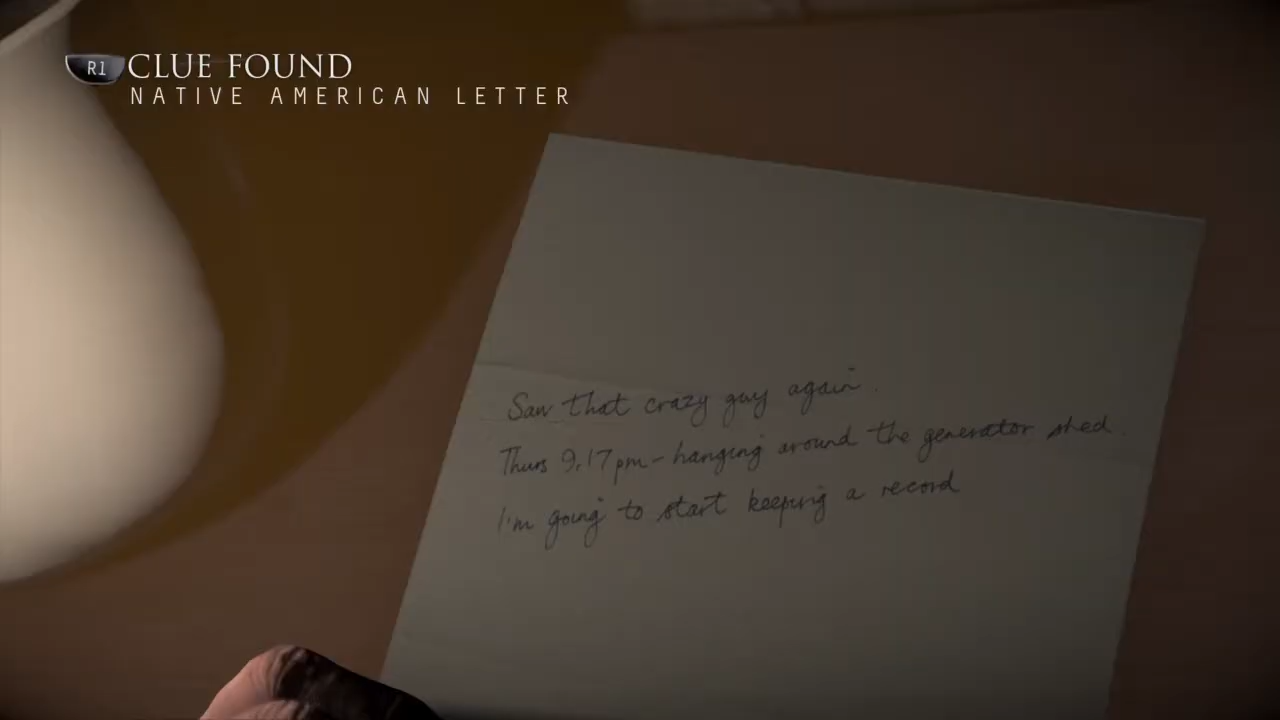 R1 CLUE FOUND
NATIVE AMERICAN LETTER
Saw that crazy guy again.
Thurs 9.17pm - hanging around the generator shed.
I'm going to start keeping a record